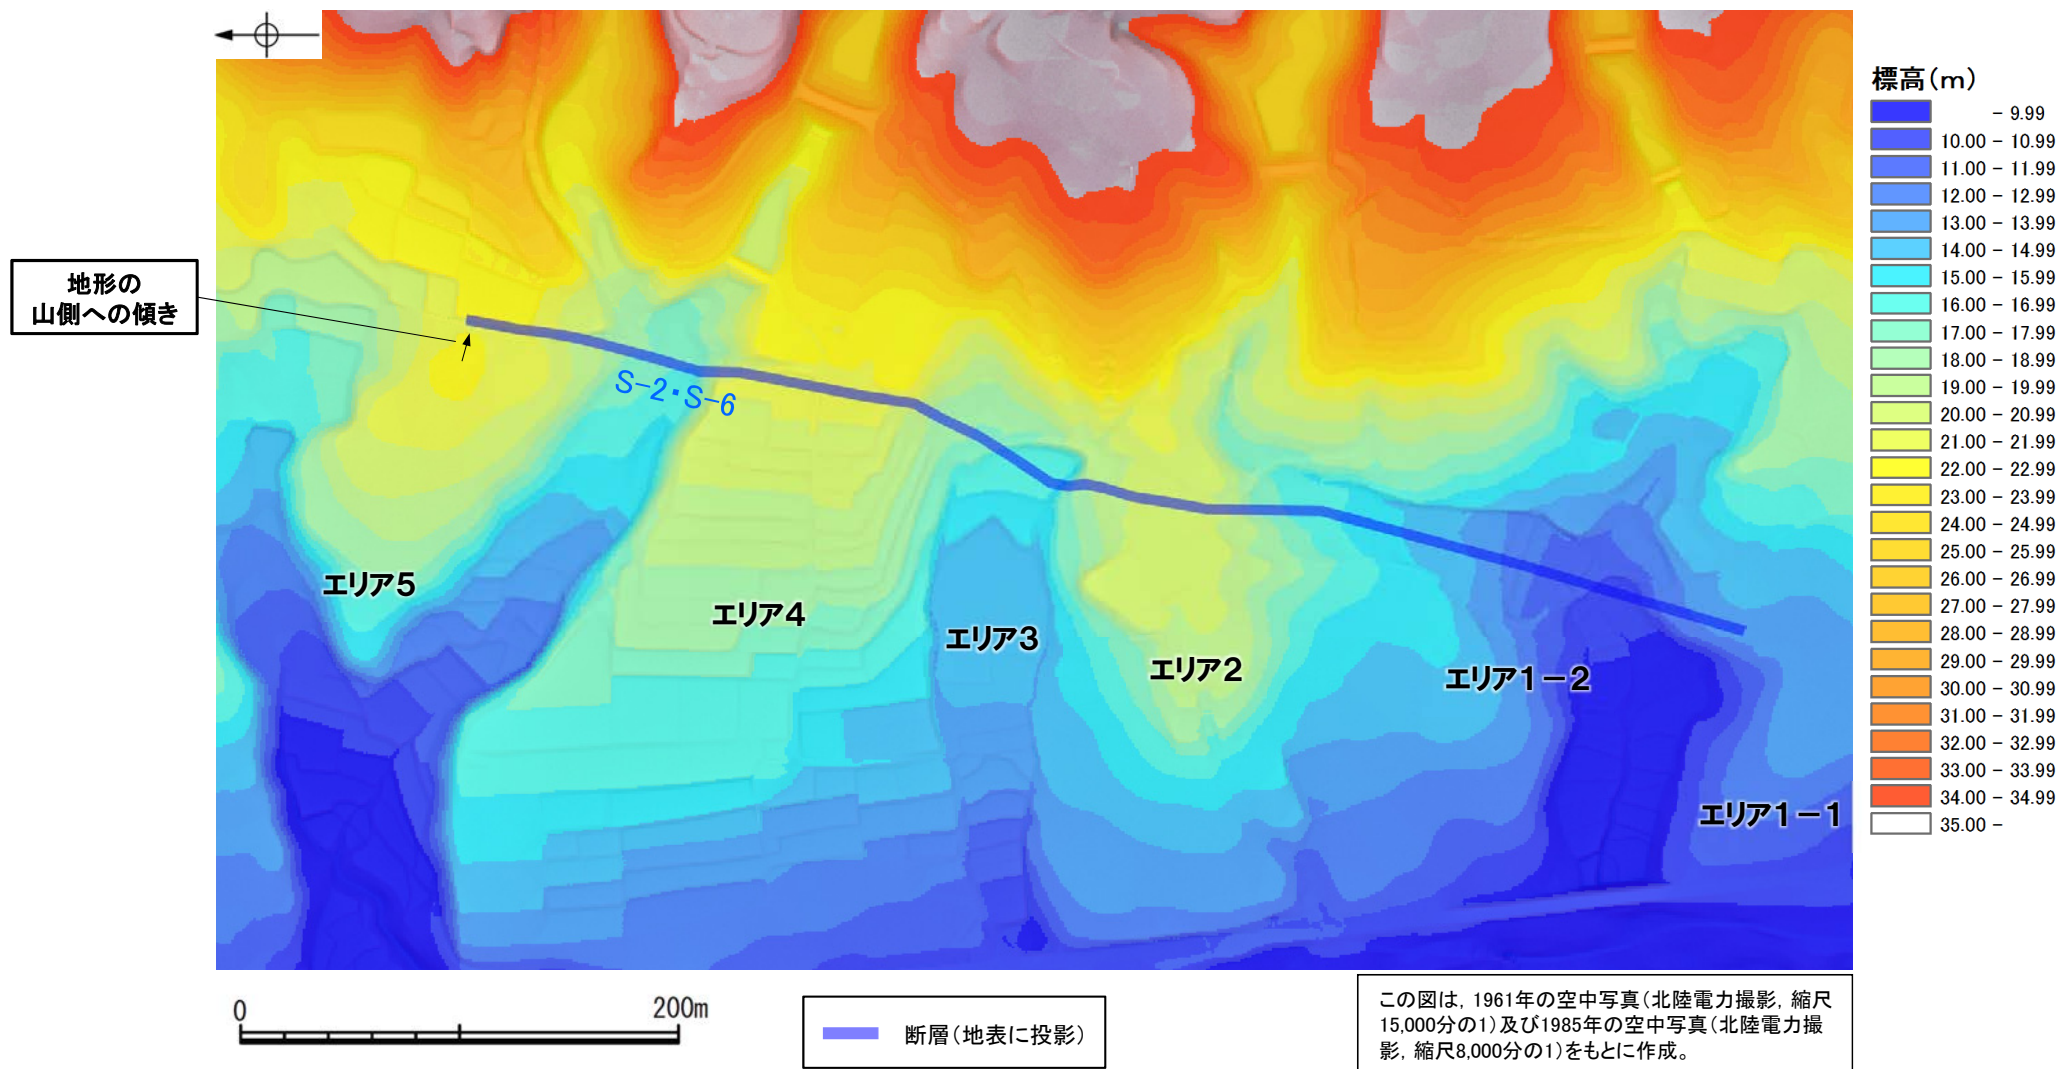 標高(m)
- 9.99
10.00 - 10.99
11.00 - 11.99
12.00 - 12.99
13.00 - 13.99
14.00 - 14.99
15.00 - 15.99
16.00 - 16.99
17.00 - 17.99
18.00 - 18.99
19.00 - 19.99
20.00 - 20.99
21.00 - 21.99
22.00 - 22.99
23.00 - 23.99
24.00 - 24.99
25.00 - 25.99
26.00 - 26.99
27.00 - 27.99
28.00 - 28.99
29.00 - 29.99
30.00 - 30.99
31.00 - 31.99
32.00 - 32.99
33.00 - 33.99
34.00 - 34.99
35.00 -
地形の
山側への傾き
S-2・S-6
エリア5
エリア4
エリア3
エリア2
エリア1-2
エリア1-1
0 200m
断層(地表に投影)
この図は, 1961年の空中写真(北陸電力撮影, 縮尺
15,000分の1)及び1985年の空中写真(北陸電力撮
影, 縮尺8,000分の1)をもとに作成。